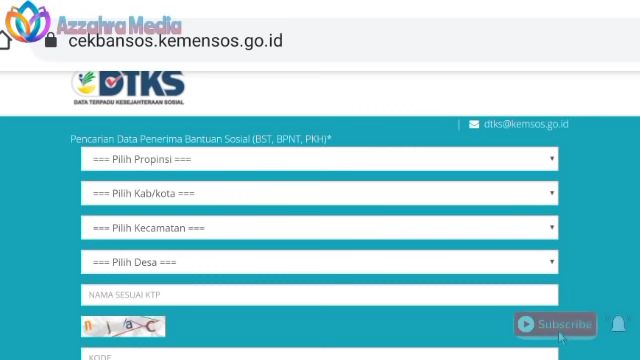 Azzahra Media
cekbansos.kemensos.go.id
DTKS
DATA TERPADU KESEJAHTERAAN SOSIAL
| dtks@kemsos.go.id
Pencarian Data Penerima Bantuan Sosial (BST, BPNT, PKH)*
=== Pilih Propinsi ===
=== Pilih Kab/kota ===
=== Pilih Kecamatan ===
=== Pilih Desa ===
NAMA SESUAI KTP
n i a C
Subscribe
KODE